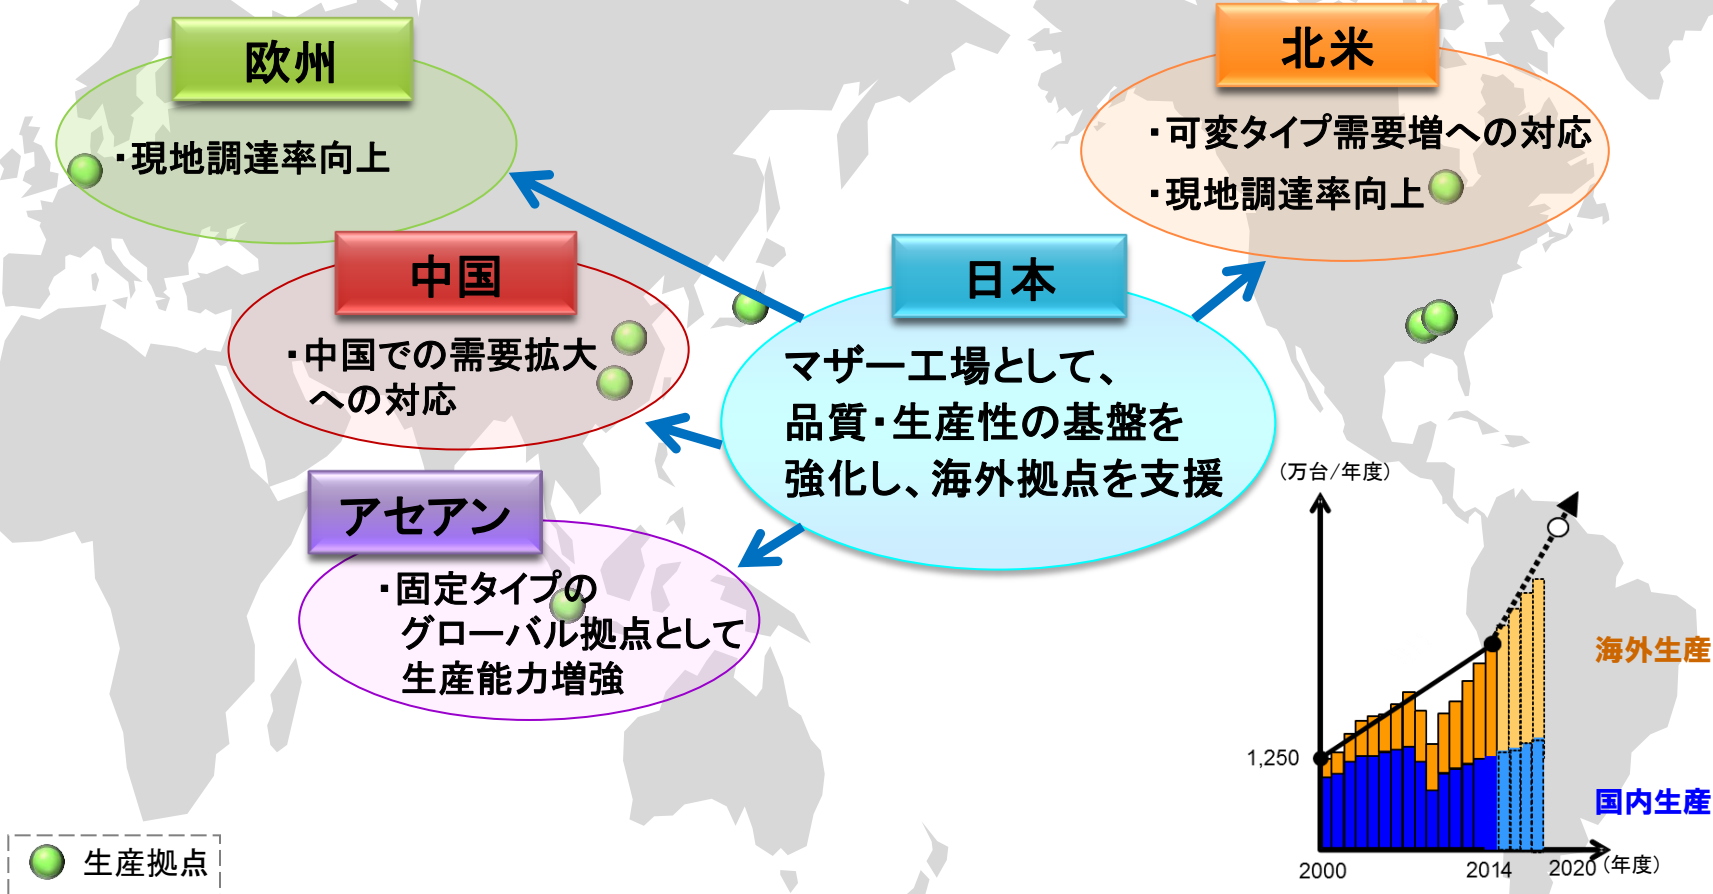 欧州
・現地調達率向上
北米
・可変タイプ需要増への対応
・現地調達率向上
中国
・中国での需要拡大
への対応
日本
マザー工場として、
品質・生産性の基盤を
強化し、海外拠点を支援
アセアン
・固定タイプの
グローバル拠点として
生産能力増強
(万台/年度)
海外生産
1,250
国内生産
2000
2014
2020
(年度)
生産拠点